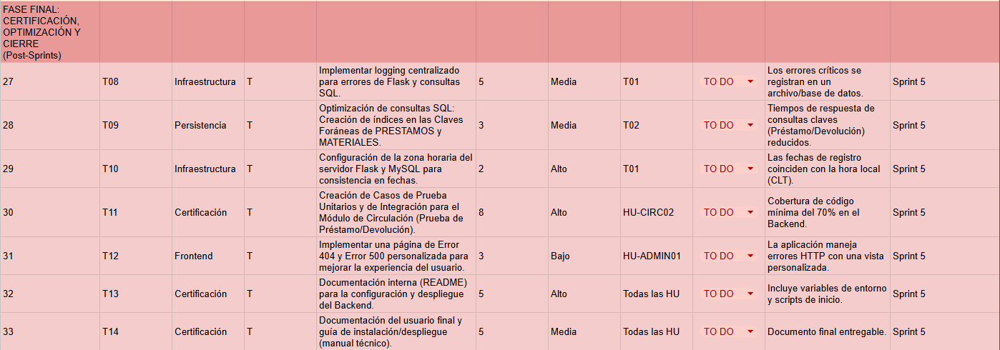 FASE FINAL:
CERTIFICACIÓN,
OPTIMIZACIÓN Y
CIERRE
(Post-Sprints)
27
T08
Infraestructura
T
Implementar logging centralizado
para errores de Flask y consultas
SQL.
5
Media
T01
TO DO
Los errores críticos se
registran en un
archivo/base de datos.
Sprint 5
28
T09
Persistencia
T
Optimización de consultas SQL:
Creación de índices en las Claves
Foráneas de PRESTAMOS y
MATERIALES.
3
Media
T02
TO DO
Tiempos de respuesta de
consultas claves
(Préstamo/Devolución)
reducidos.
Sprint 5
29
T10
Infraestructura
T
Configuración de la zona horaria del
servidor Flask y MySQL para
consistencia en fechas.
2
Alto
T01
TO DO
Las fechas de registro
coinciden con la hora local
(CLT).
Sprint 5
30
T11
Certificación
T
Creación de Casos de Prueba
Unitarios y de Integración para el
Módulo de Circulación (Prueba de
Préstamo/Devolución).
8
Alto
HU-CIRC02
TO DO
Cobertura de código
mínima del 70% en el
Backend.
Sprint 5
31
T12
Frontend
T
Implementar una página de Error
404 y Error 500 personalizada para
mejorar la experiencia del usuario.
3
Bajo
HU-ADMIN01
TO DO
La aplicación maneja
errores HTTP con una vista
personalizada.
Sprint 5
32
T13
Certificación
T
Documentación interna (README)
para la configuración y despliegue
del Backend.
5
Alto
Todas las HU
TO DO
Incluye variables de entorno
y scripts de inicio.
Sprint 5
33
T14
Certificación
T
Documentación del usuario final y
guía de instalación/despliegue
(manual técnico).
5
Media
Todas las HU
TO DO
Documento final entregable.
Sprint 5